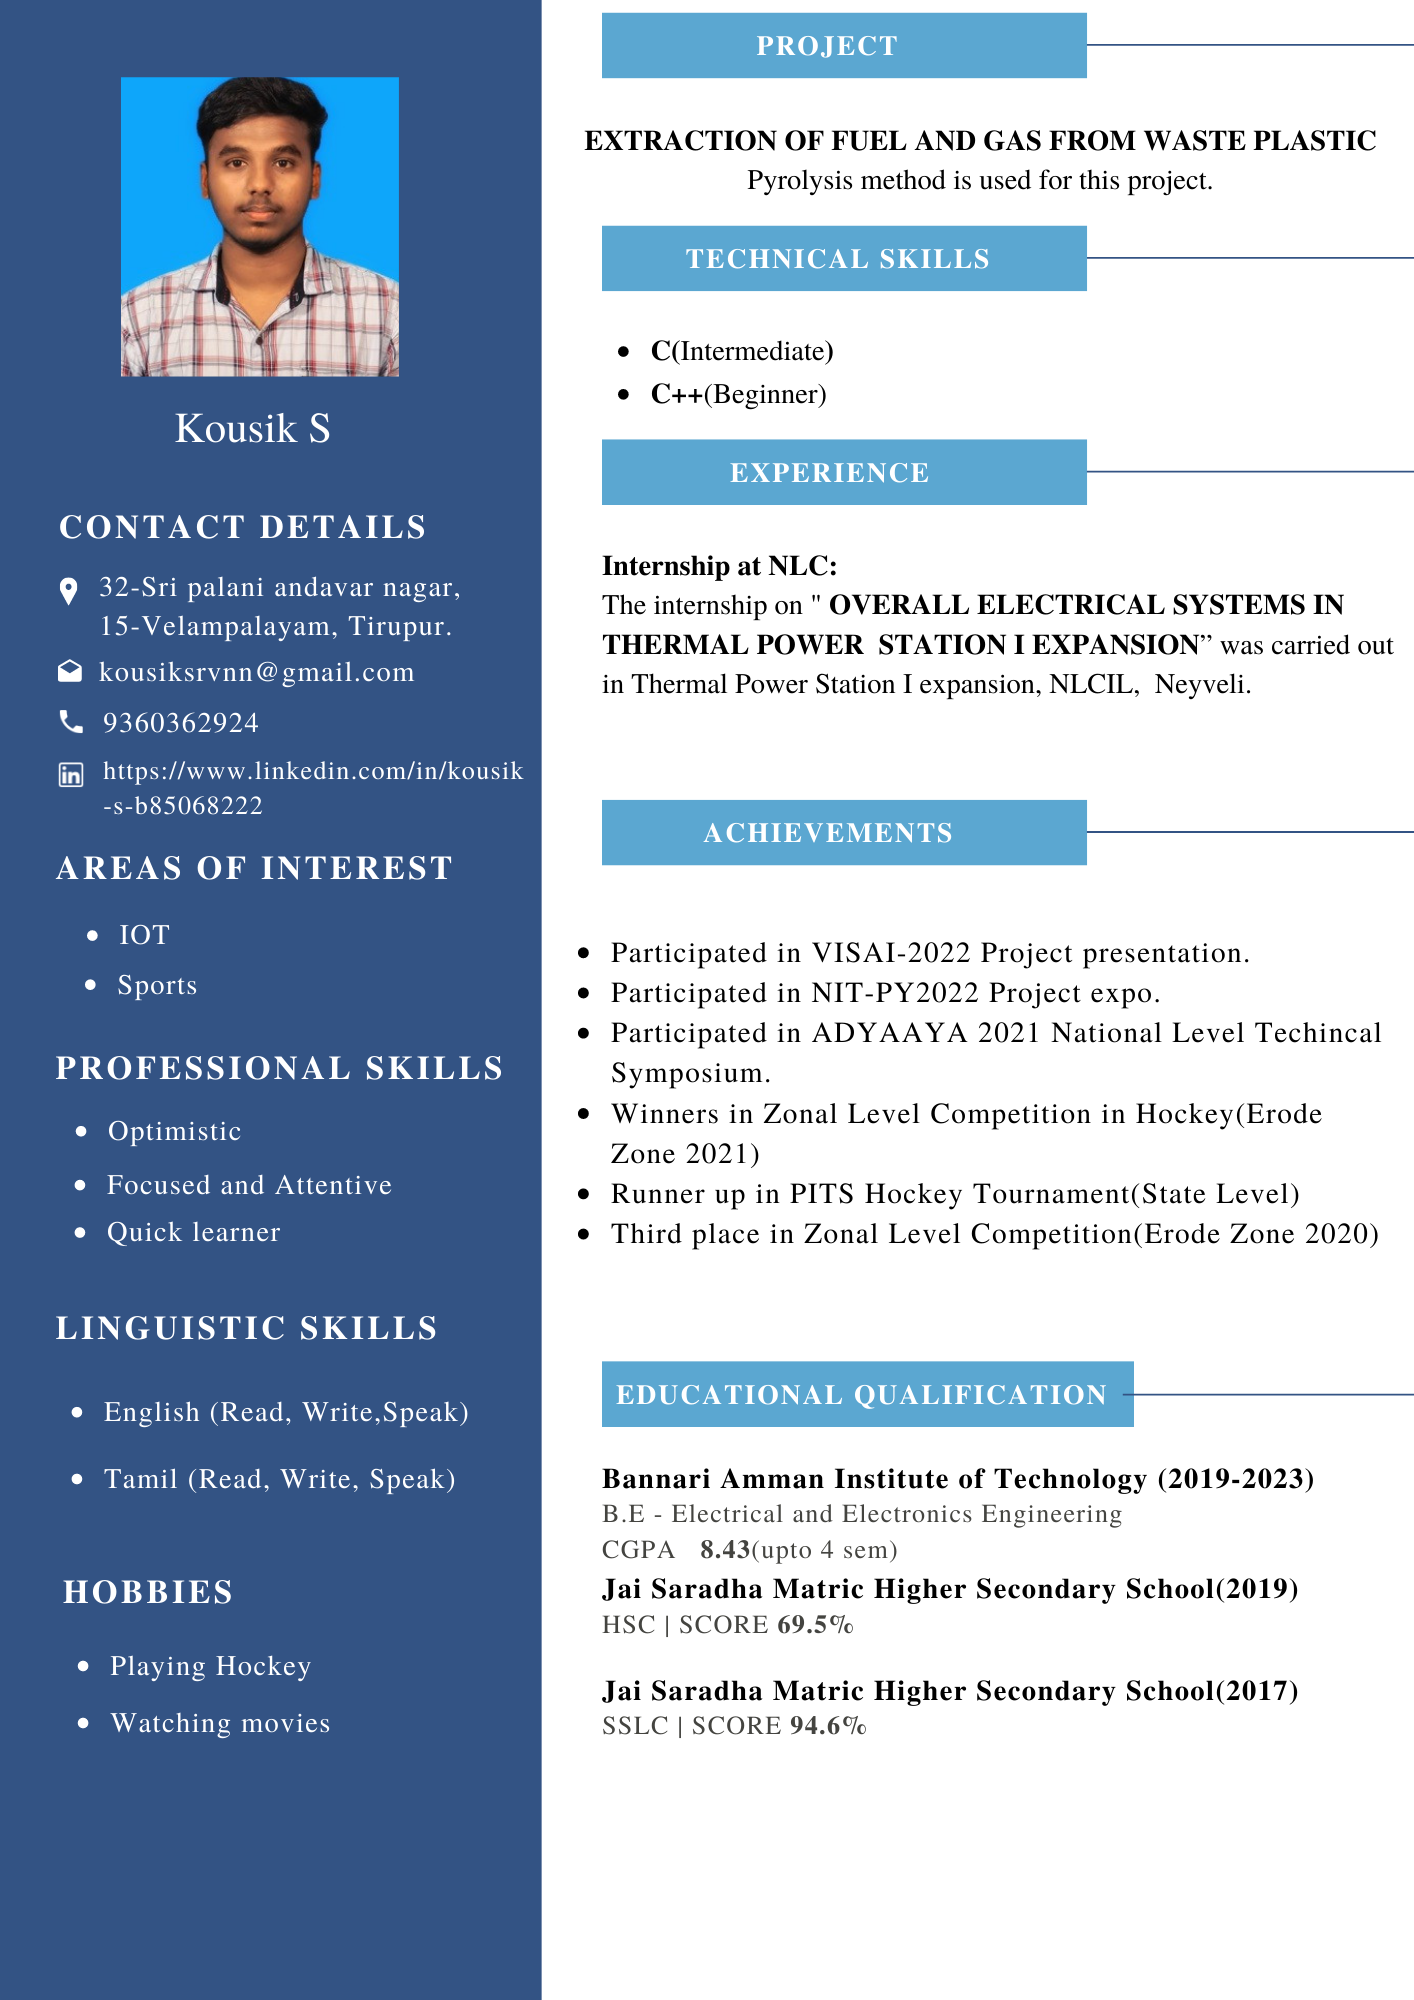 Kousik S
CONTACT DETAILS
32-Sri palani andavar nagar,
15-Velampalayam, Tirupur.
kousiksrvnn@gmail.com
9360362924
https://www.linkedin.com/in/kousik
-s-b85068222
AREAS OF INTEREST
• IOT
• Sports
PROFESSIONAL SKILLS
• Optimistic
• Focused and Attentive
• Quick learner
LINGUISTIC SKILLS
• English (Read, Write,Speak)
• Tamil (Read, Write, Speak)
HOBBIES
• Playing Hockey
• Watching movies
PROJECT
EXTRACTION OF FUEL AND GAS FROM WASTE PLASTIC
Pyrolysis method is used for this project.
TECHNICAL SKILLS
• C(Intermediate)
• C++(Beginner)
EXPERIENCE
Internship at NLC:
The internship on " OVERALL ELECTRICAL SYSTEMS IN
THERMAL POWER  STATION I EXPANSION” was carried out
in Thermal Power Station I expansion, NLCIL,  Neyveli.
ACHIEVEMENTS
• Participated in VISAI-2022 Project presentation.
• Participated in NIT-PY2022 Project expo.
• Participated in ADYAAYA 2021 National Level Techincal
Symposium.
• Winners in Zonal Level Competition in Hockey(Erode
Zone 2021)
• Runner up in PITS Hockey Tournament(State Level)
• Third place in Zonal Level Competition(Erode Zone 2020)
EDUCATIONAL QUALIFICATION
Bannari Amman Institute of Technology (2019-2023)
B.E - Electrical and Electronics Engineering
CGPA  8.43(upto 4 sem)
Jai Saradha Matric Higher Secondary School(2019)
HSC | SCORE 69.5%
Jai Saradha Matric Higher Secondary School(2017)
SSLC | SCORE 94.6%